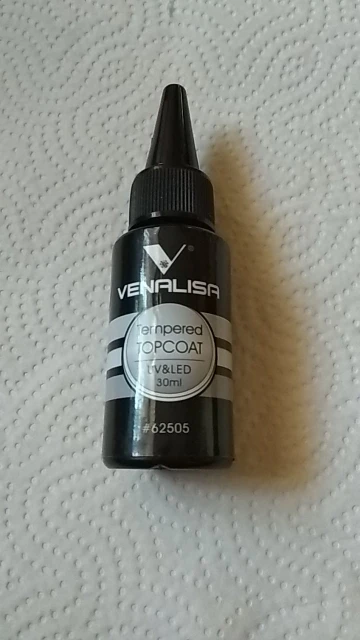 ®
VENALISA
Tempered
TOPCOAT
UV&LED
30ml
#62505